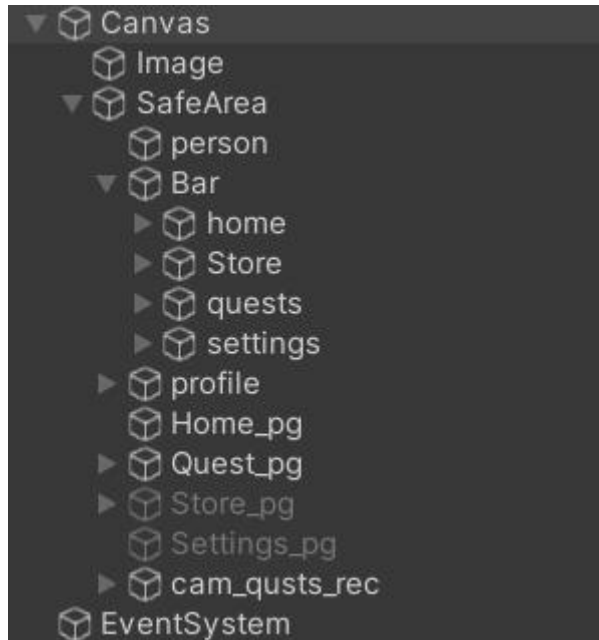 Canvas
Image
SafeArea
person
Bar
home
Store
quests
settings
profile
Home_pg
Quest_pg
Store_pg
Settings_pg
cam_qusts_rec
EventSystem